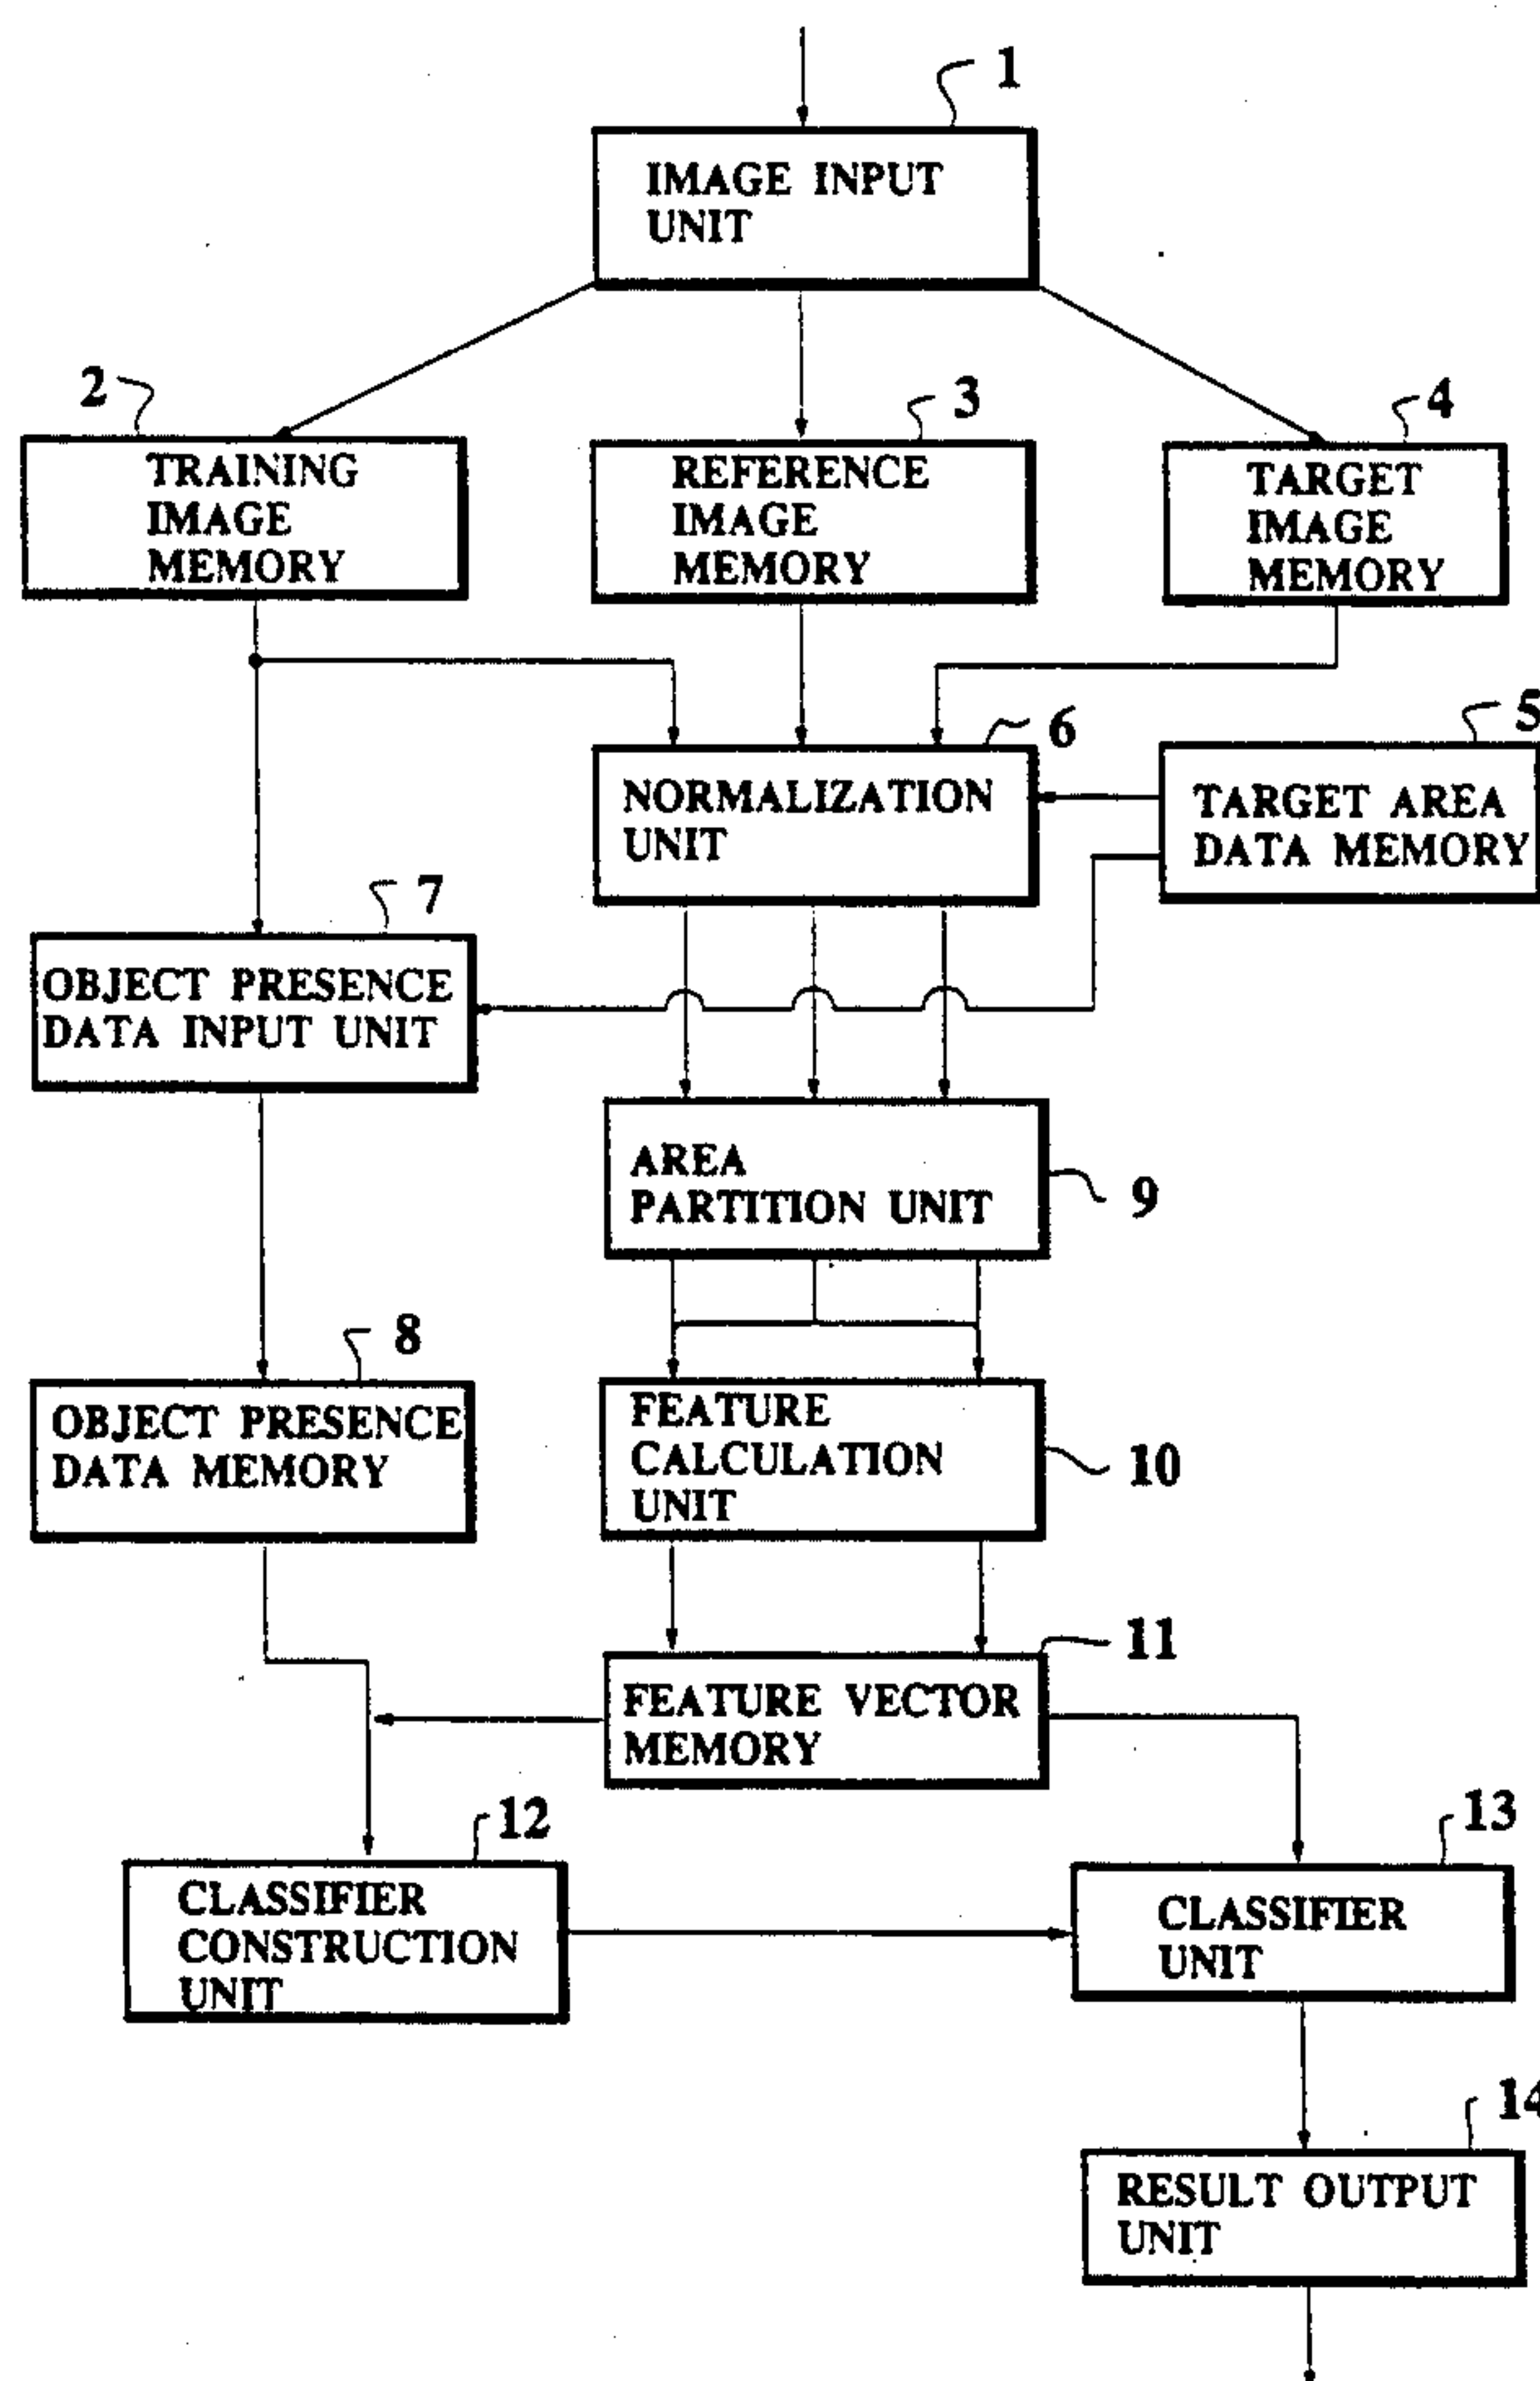 1
IMAGE INPUT
UNIT
2
TRAINING
IMAGE
MEMORY
3
REFERENCE
IMAGE
MEMORY
4
TARGET
IMAGE
MEMORY
5
TARGET AREA
DATA MEMORY
6
NORMALIZATION
UNIT
7
OBJECT PRESENCE
DATA INPUT UNIT
8
OBJECT PRESENCE
DATA MEMORY
9
AREA
PARTITION UNIT
10
FEATURE
CALCULATION
UNIT
11
FEATURE VECTOR
MEMORY
12
CLASSIFIER
CONSTRUCTION
UNIT
13
CLASSIFIER
UNIT
14
RESULT OUTPUT
UNIT